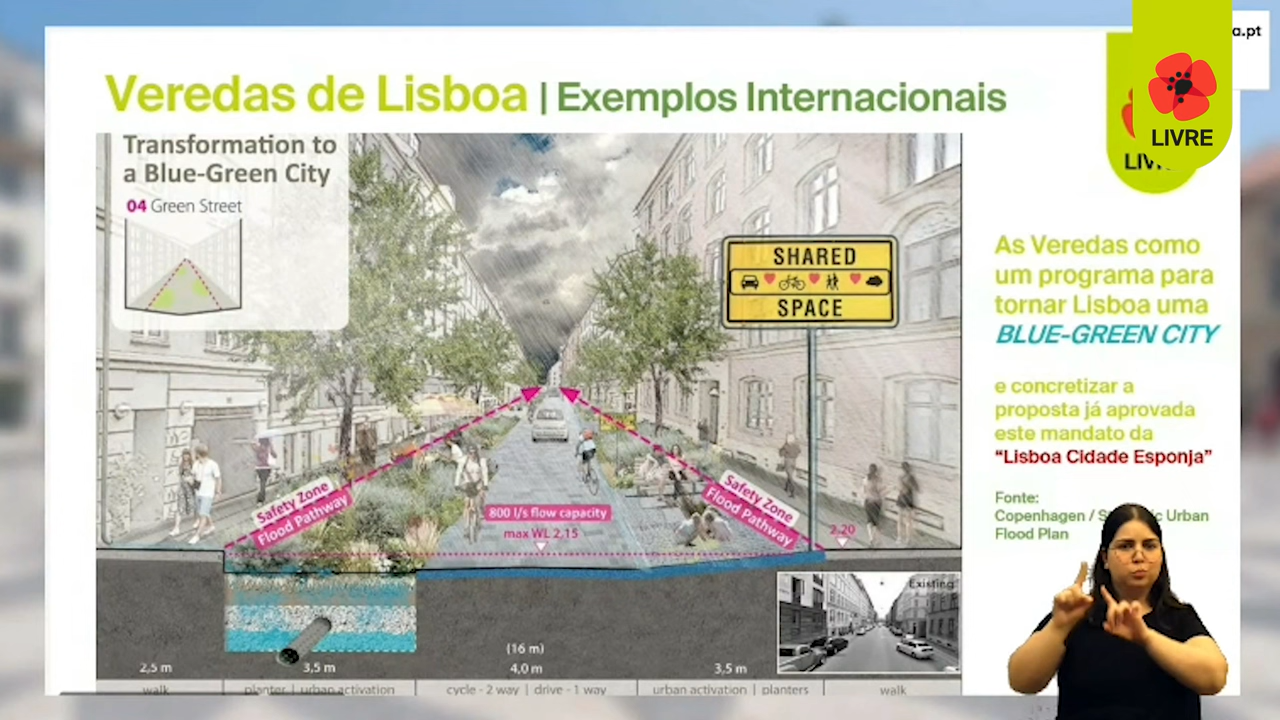 a.pt
Veredas de Lisboa | Exemplos Internacionais
LIVRE
Transformation to
a Blue-Green City
04 Green Street
SHARED
SPACE
As Veredas como
um programa para
tornar Lisboa uma
BLUE-GREEN CITY
e concretizar a
proposta já aprovada
este mandato da
“Lisboa Cidade Esponja”
Fonte:
Copenhagen / Urban
Flood Plan
Safety Zone
Flood Pathway
800 l/s flow capacity
max WL 2,15
Safety Zone
Flood Pathway
2,20
Existing
(16 m)
2,5 m 3,5 m 4,0 m 3,5 m
walk planter | urban activation cycle - 2 way | drive - 1 way urban activation | planters walk